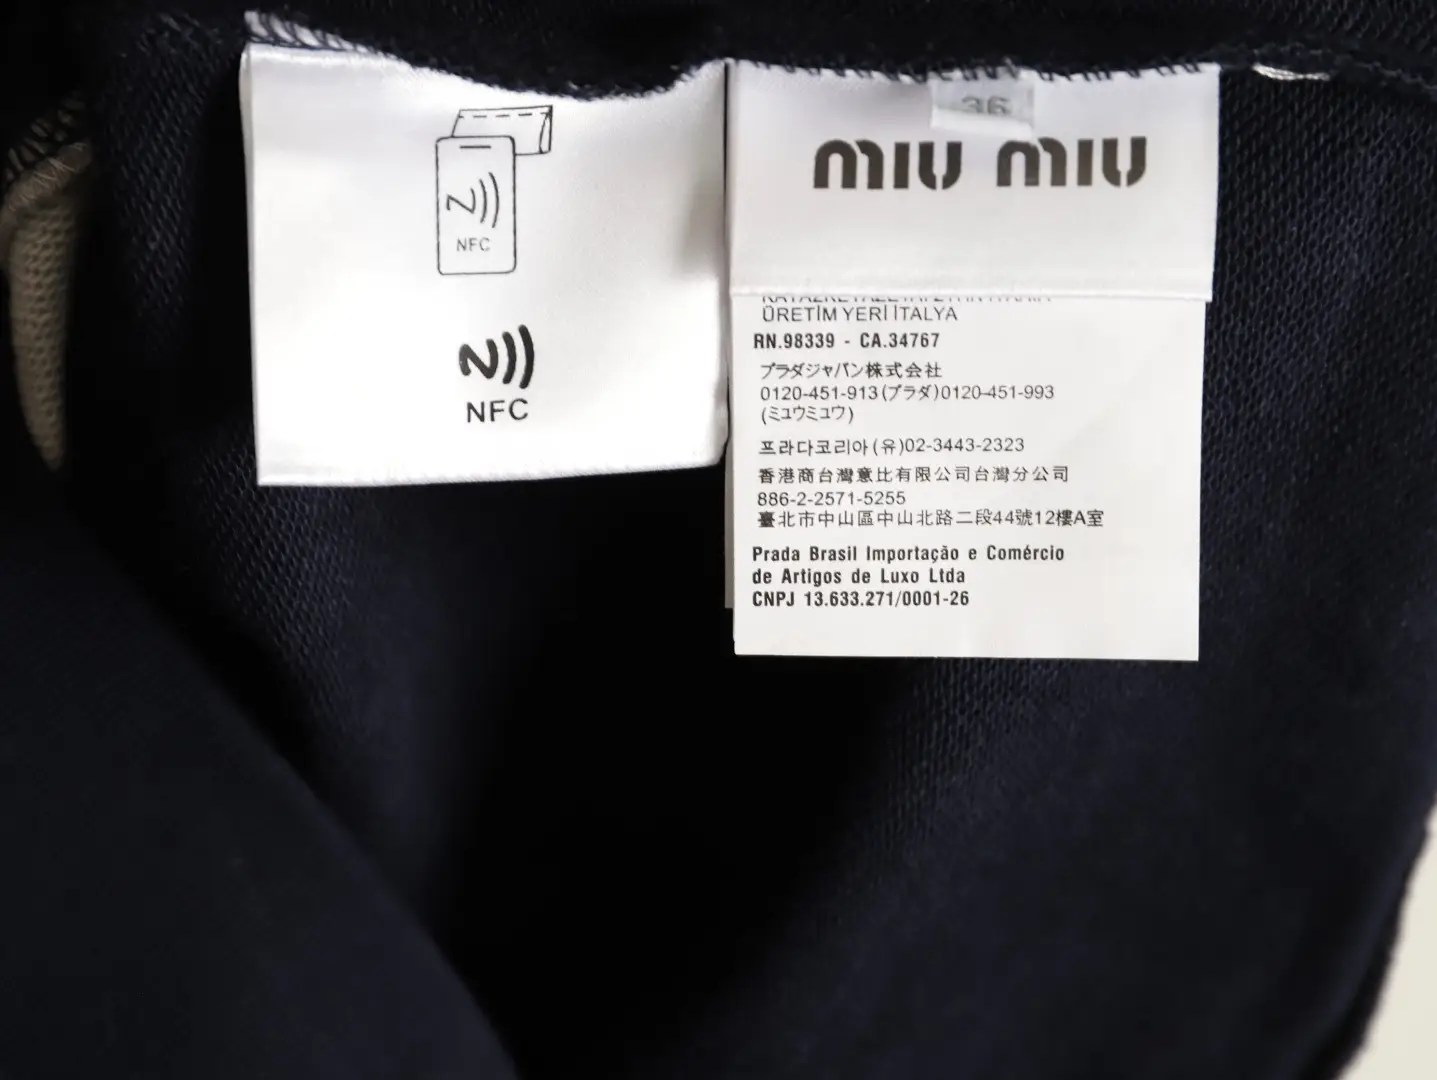 NFC
NFC
36
miu miu
ÜRETİM YERİ İTALYA
RN.98339 - CA.34767
プラダジャパン株式会社
0120-451-913(プラダ)0120-451-993
(ミュウミュウ)
프라다코리아(유)02-3443-2323
香港商台灣意比有限公司台灣分公司
886-2-2571-5255
臺北市中山區中山北路二段44號12樓A室
Prada Brasil Importação e Comércio
de Artigos de Luxo Ltda
CNPJ 13.633.271/0001-26